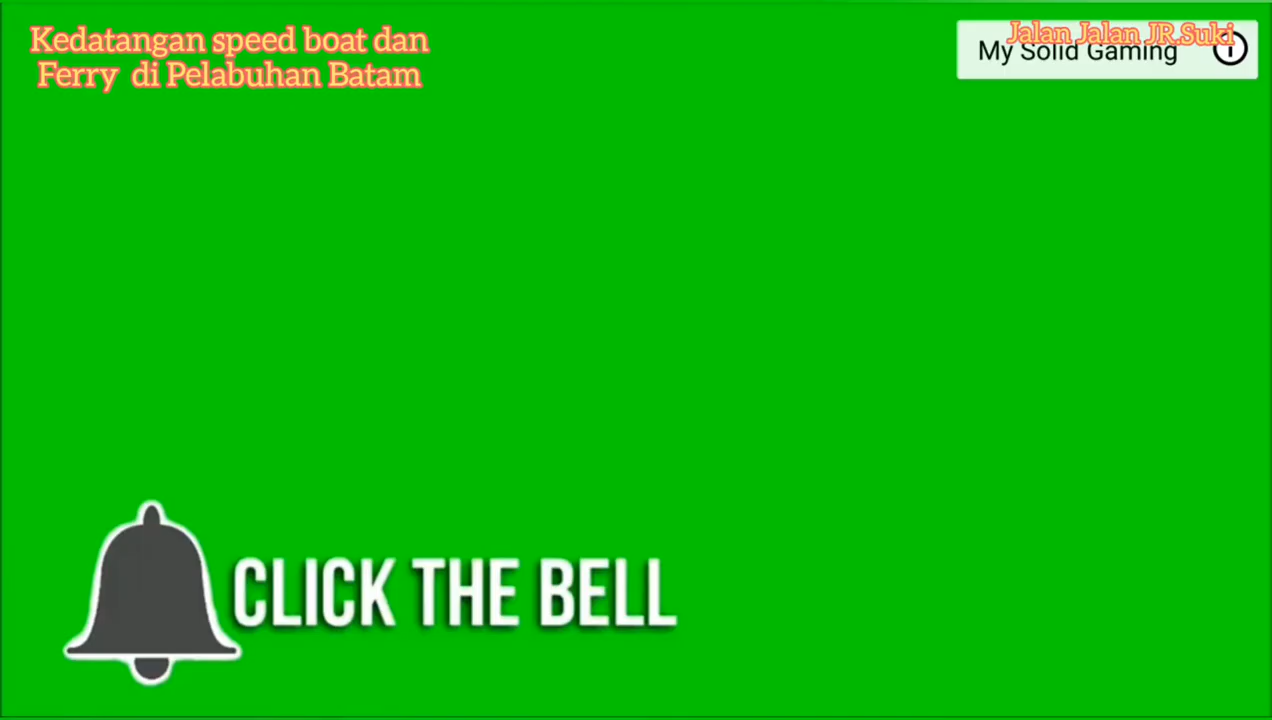 Kedatangan speed boat dan
Ferry di Pelabuhan Batam
Jalan Jalan JR.Suki
My Solid Gaming
CLICK THE BELL